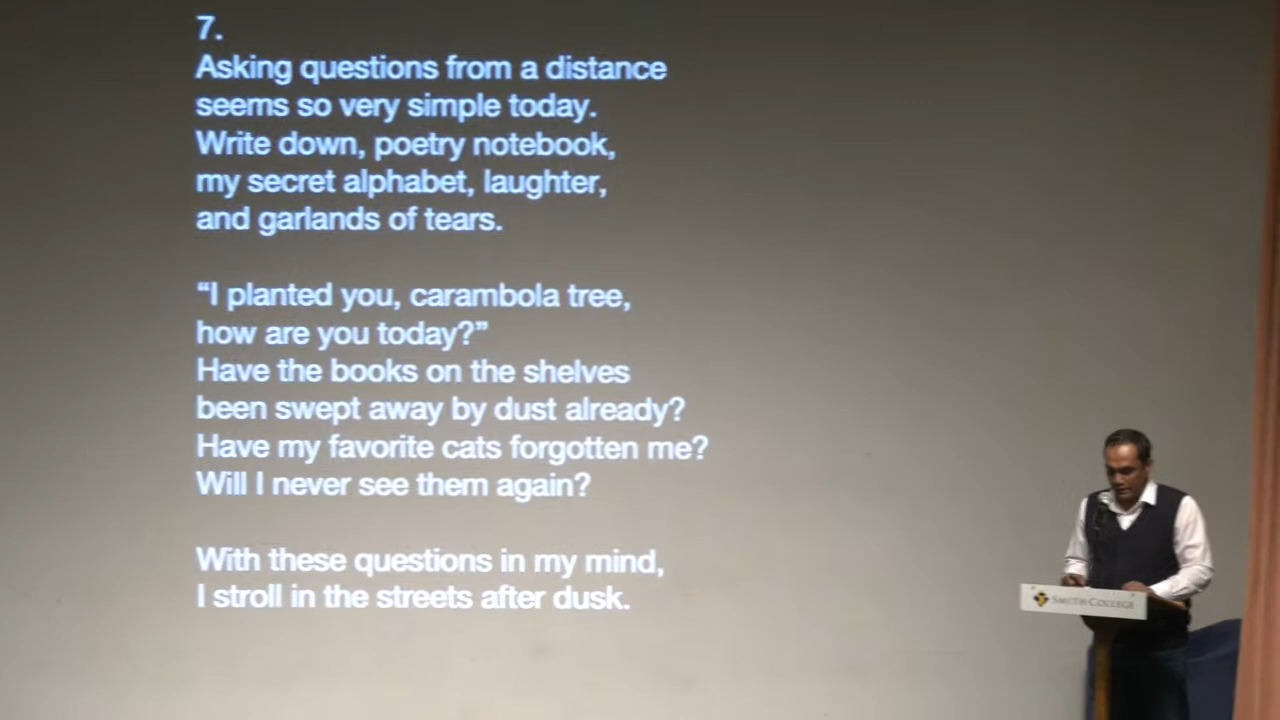 7.
Asking questions from a distance
seems so very simple today.
Write down, poetry notebook,
my secret alphabet, laughter,
and garlands of tears.
“I planted you, carambola tree,
how are you today?”
Have the books on the shelves
been swept away by dust already?
Have my favorite cats forgotten me?
Will I never see them again?
With these questions in my mind,
I stroll in the streets after dusk.
SMITH COLLEGE